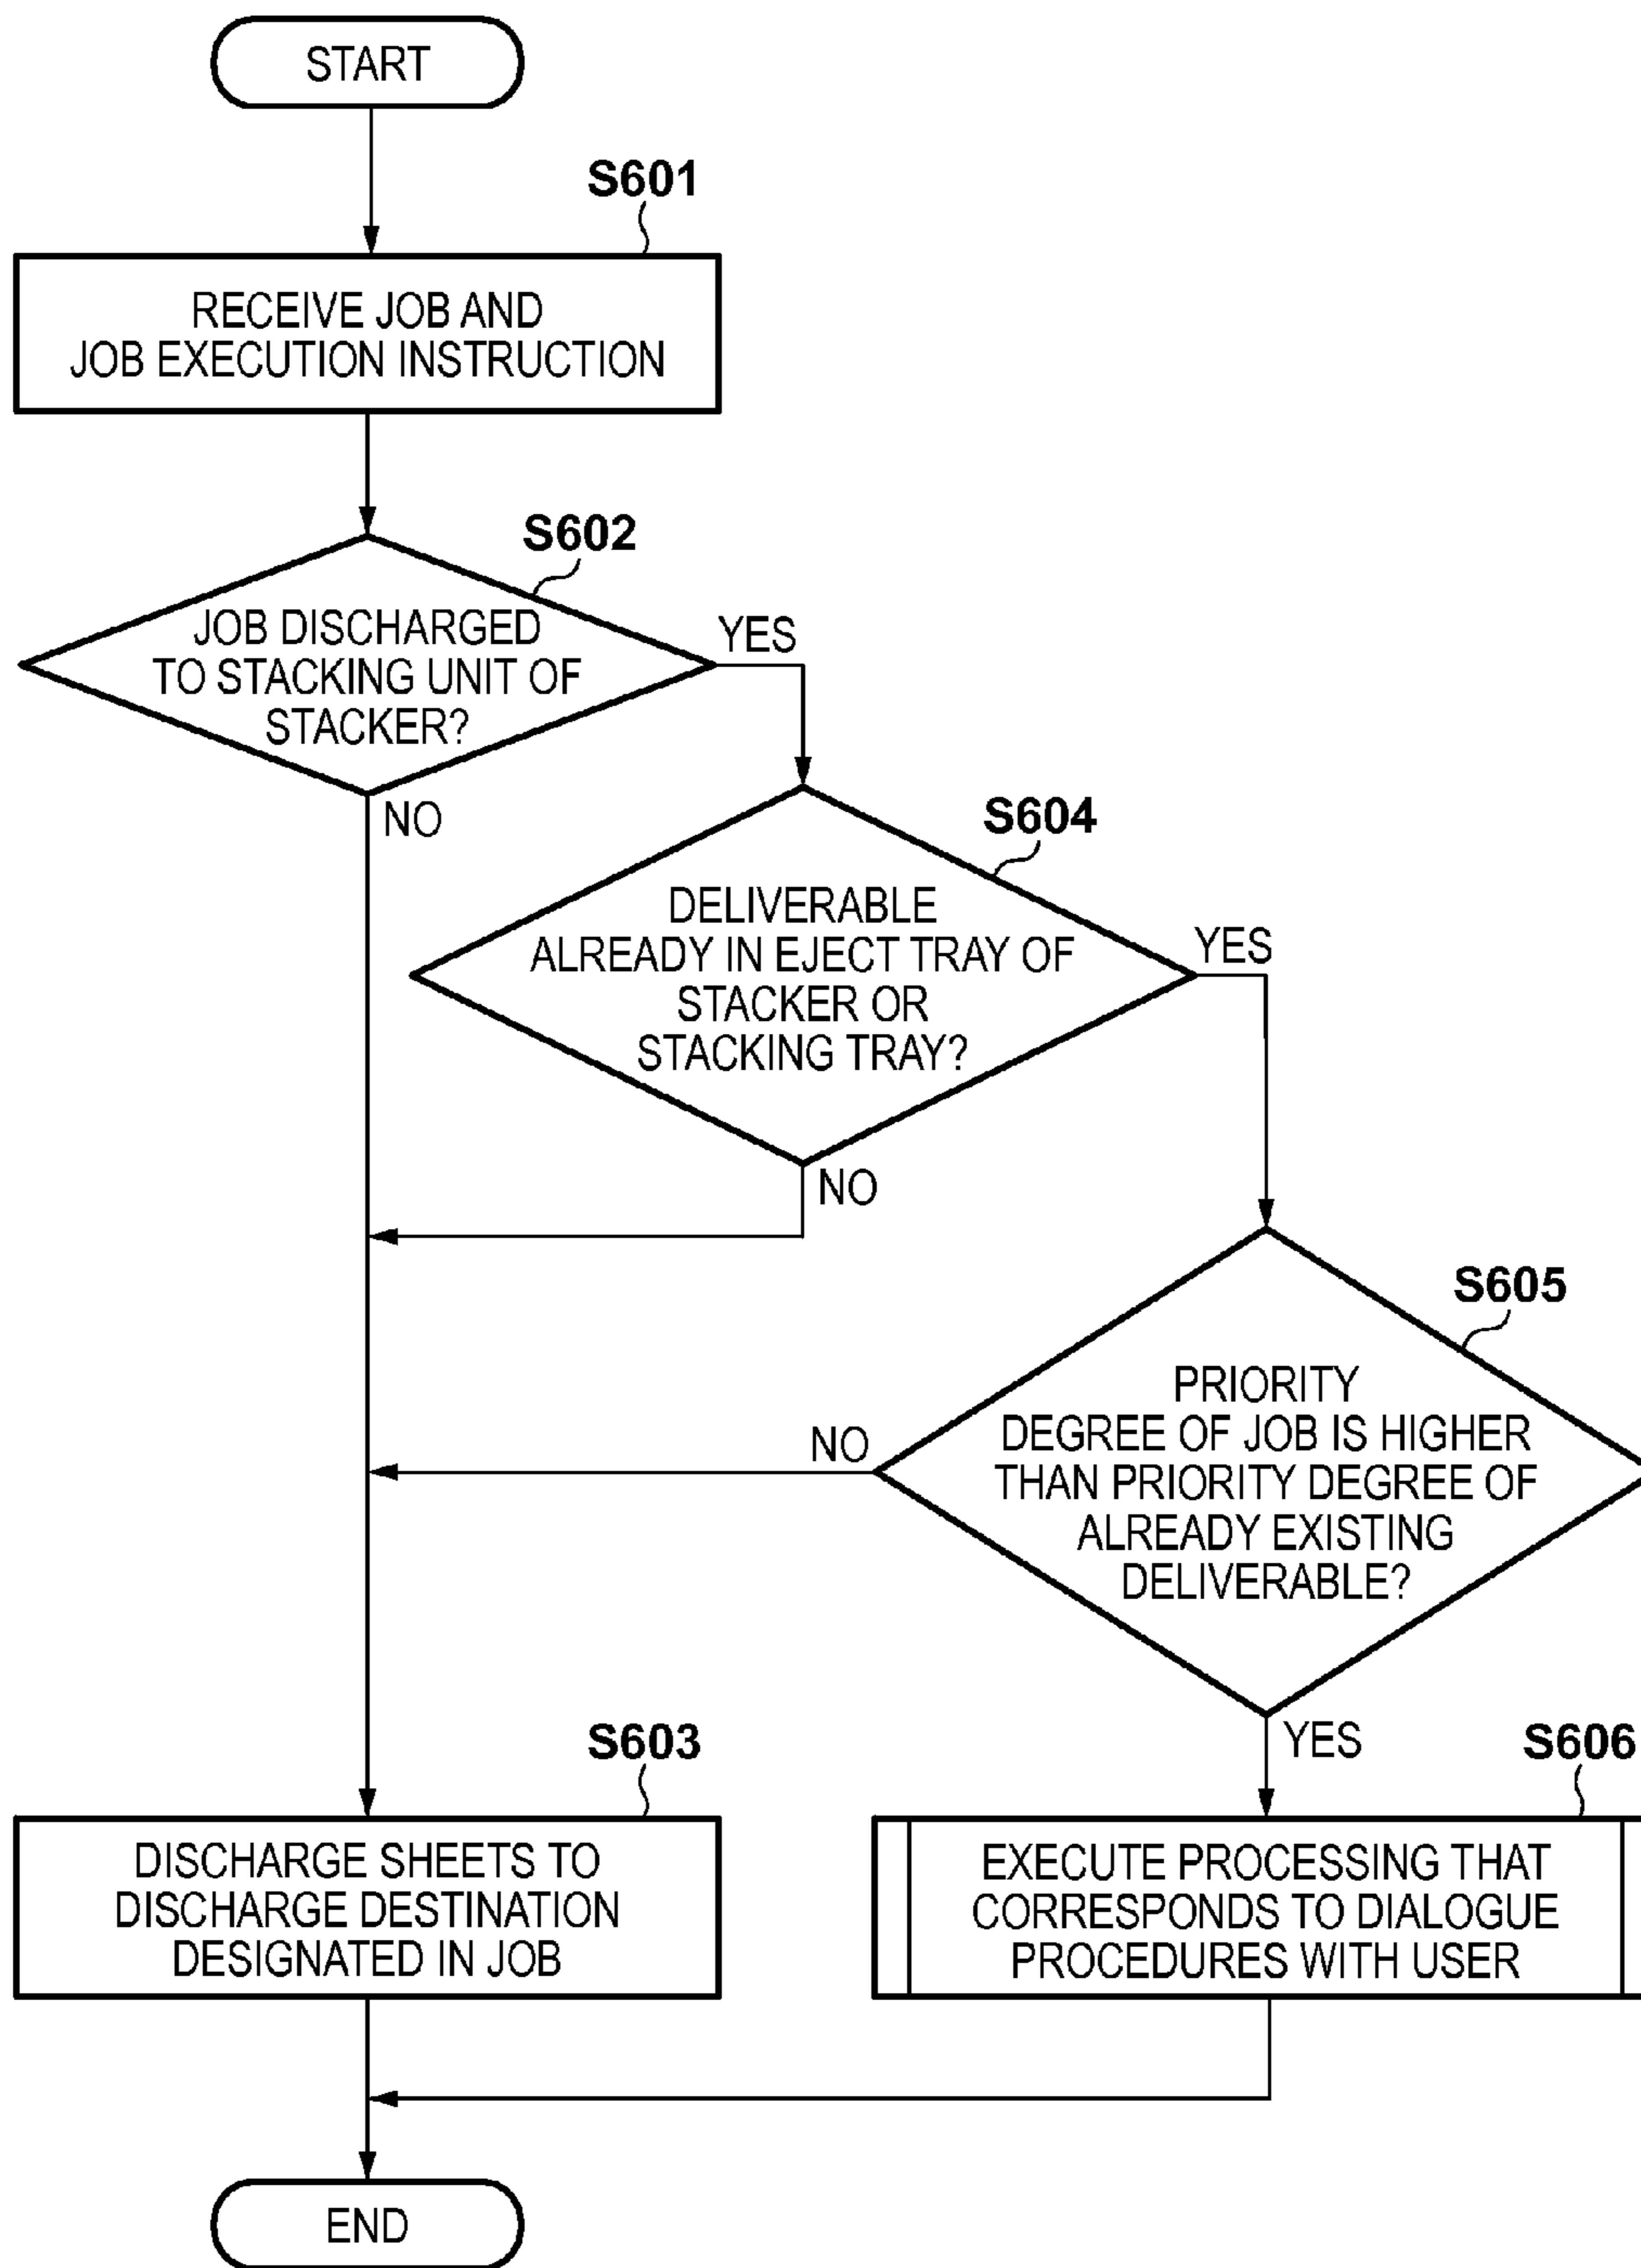 START
S601
RECEIVE JOB AND
JOB EXECUTION INSTRUCTION
S602
JOB DISCHARGED
TO STACKING UNIT OF
STACKER?
YES
NO
S604
DELIVERABLE
ALREADY IN EJECT TRAY OF
STACKER OR
STACKING TRAY?
YES
NO
S605
PRIORITY
DEGREE OF JOB IS HIGHER
THAN PRIORITY DEGREE OF
ALREADY EXISTING
DELIVERABLE?
NO
YES
S603
DISCHARGE SHEETS TO
DISCHARGE DESTINATION
DESIGNATED IN JOB
S606
EXECUTE PROCESSING THAT
CORRESPONDS TO DIALOGUE
PROCEDURES WITH USER
END